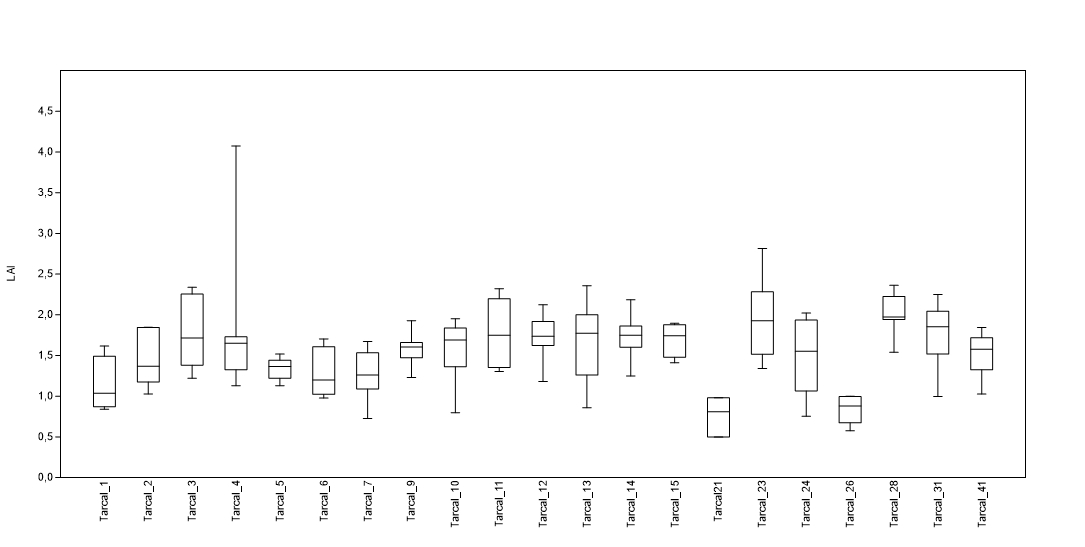 4,5
4,0
3,5
3,0
2,5
2,0
1,5
1,0
0,5
0,0
LAI
Tarcal_1
Tarcal_2
Tarcal_3
Tarcal_4
Tarcal_5
Tarcal_6
Tarcal_7
Tarcal_9
Tarcal_10
Tarcal_11
Tarcal_12
Tarcal_13
Tarcal_14
Tarcal_15
Tarcal21
Tarcal_23
Tarcal_24
Tarcal_26
Tarcal_28
Tarcal_31
Tarcal_41